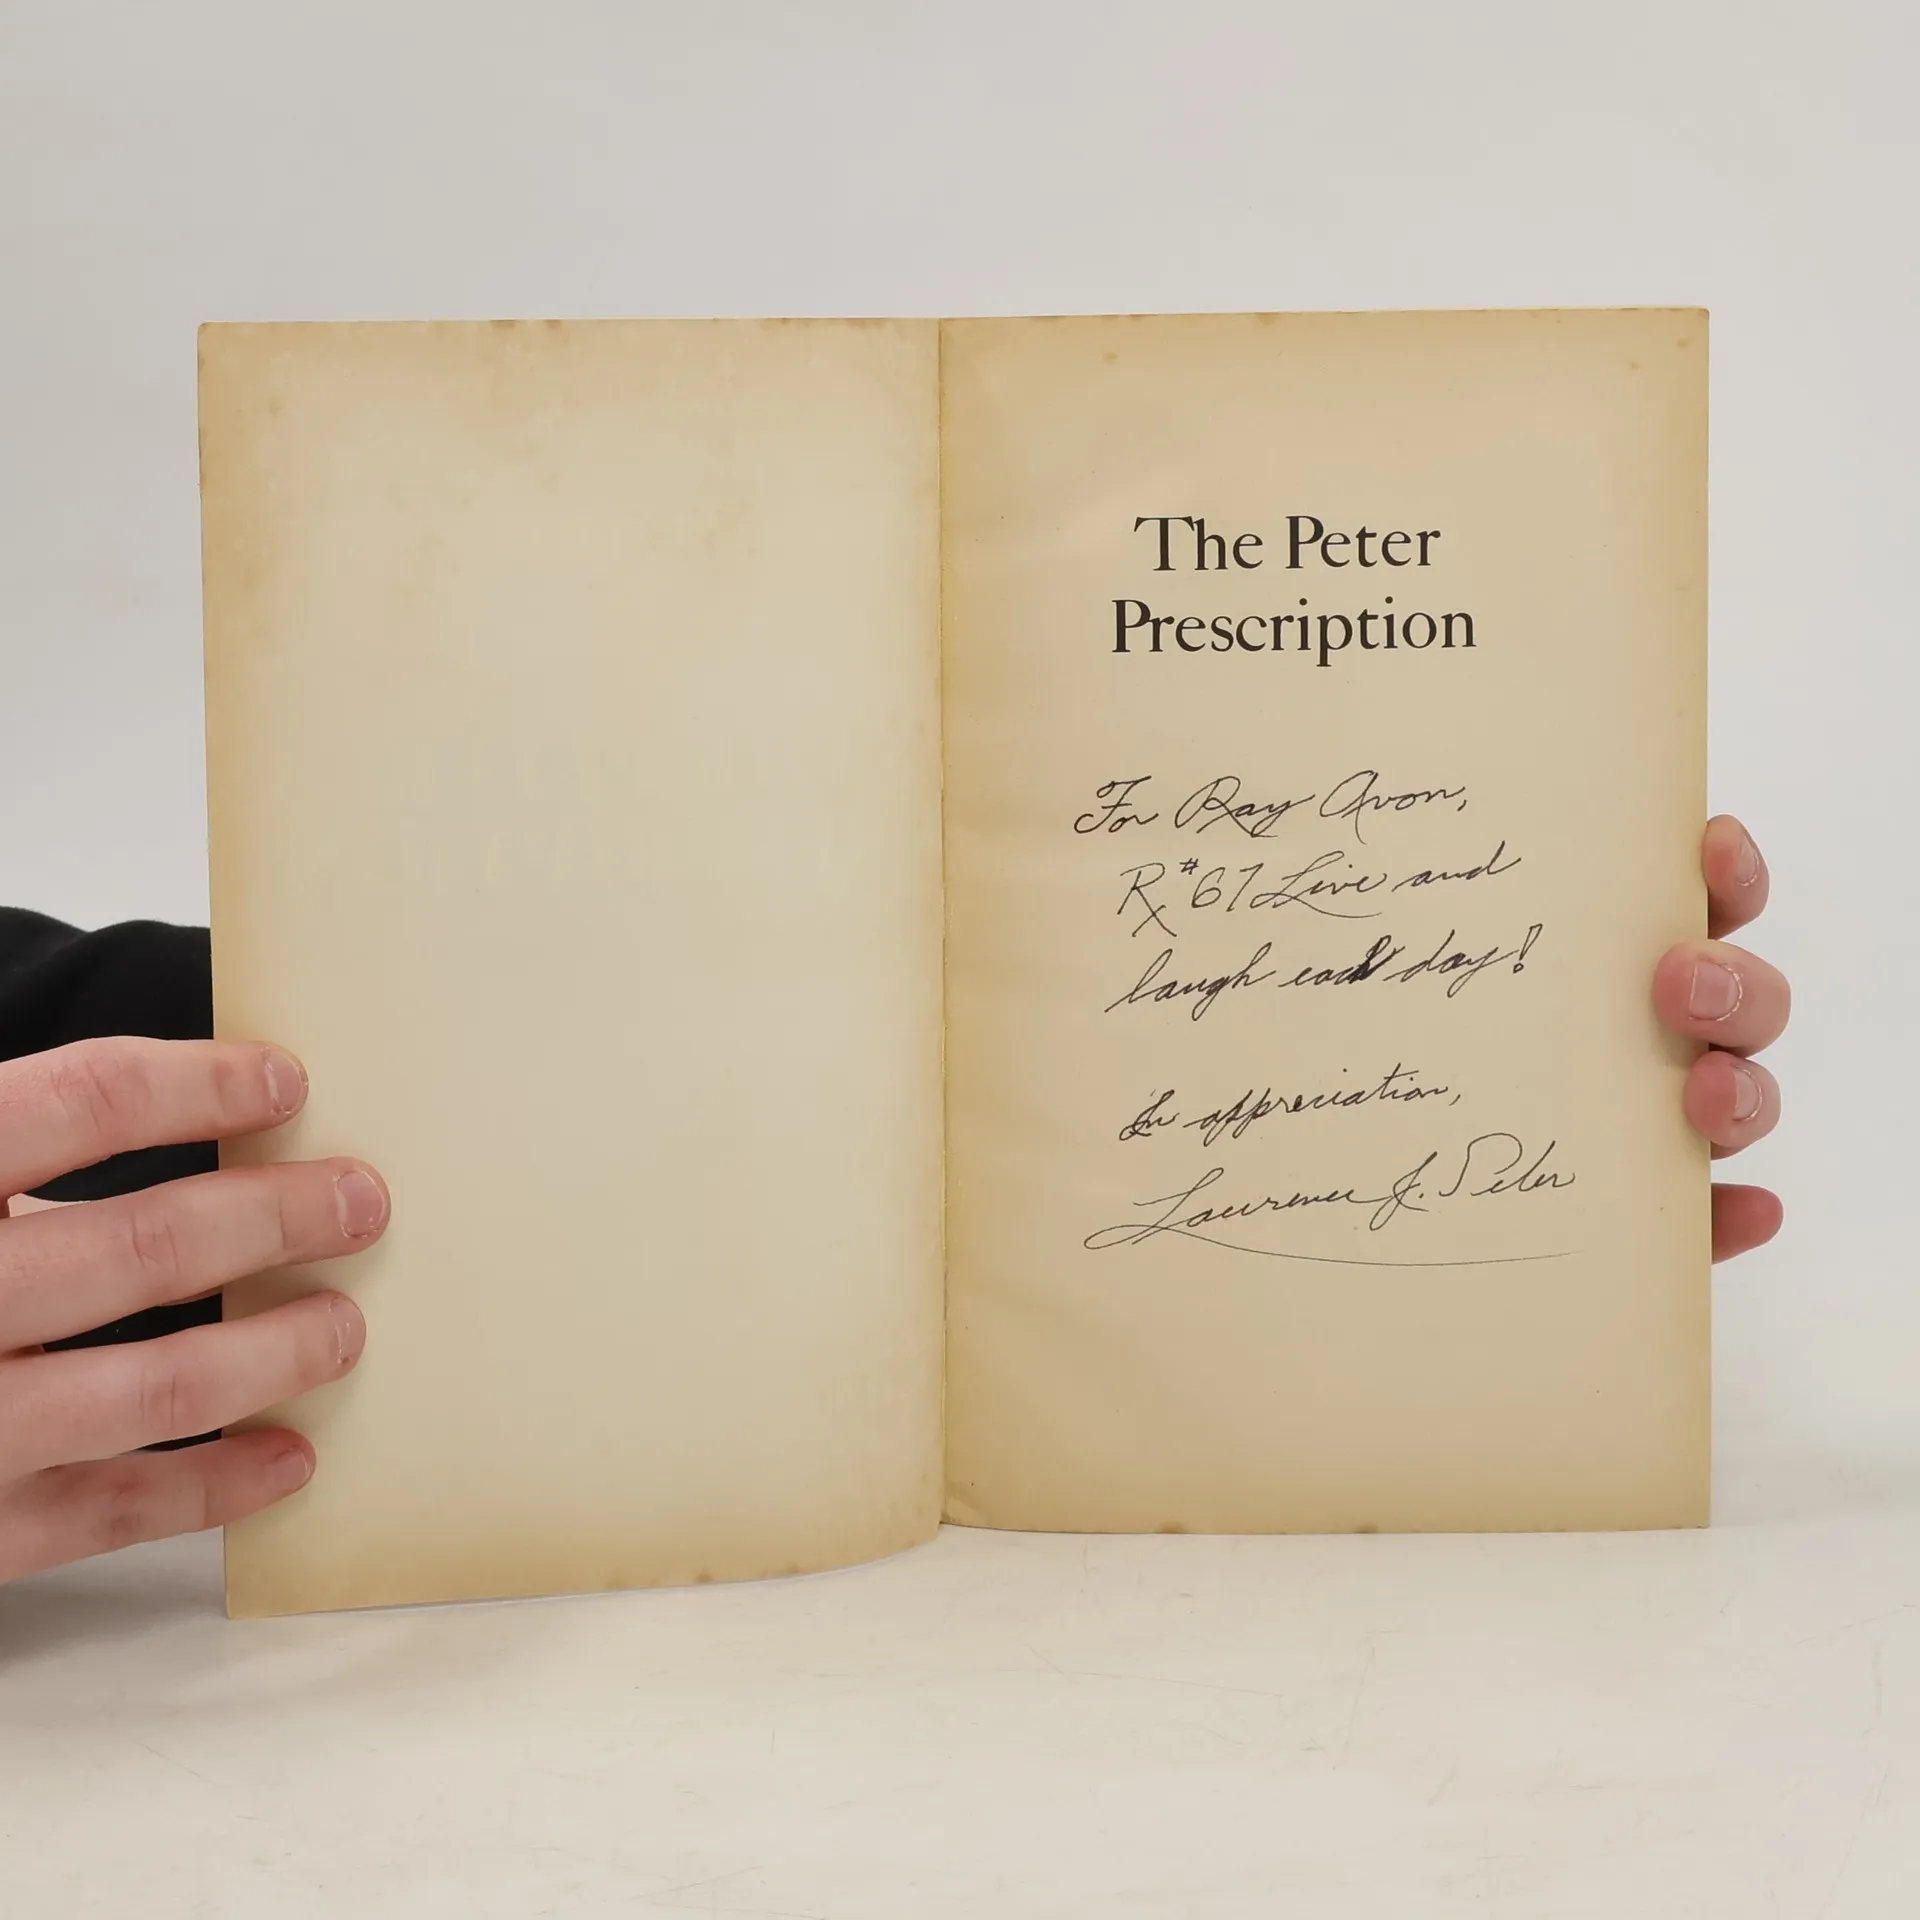 The Peter
Prescription
For Ray Avon,
Rx #67 Live and
laugh each day!
In appreciation,
Laurence J. Peter